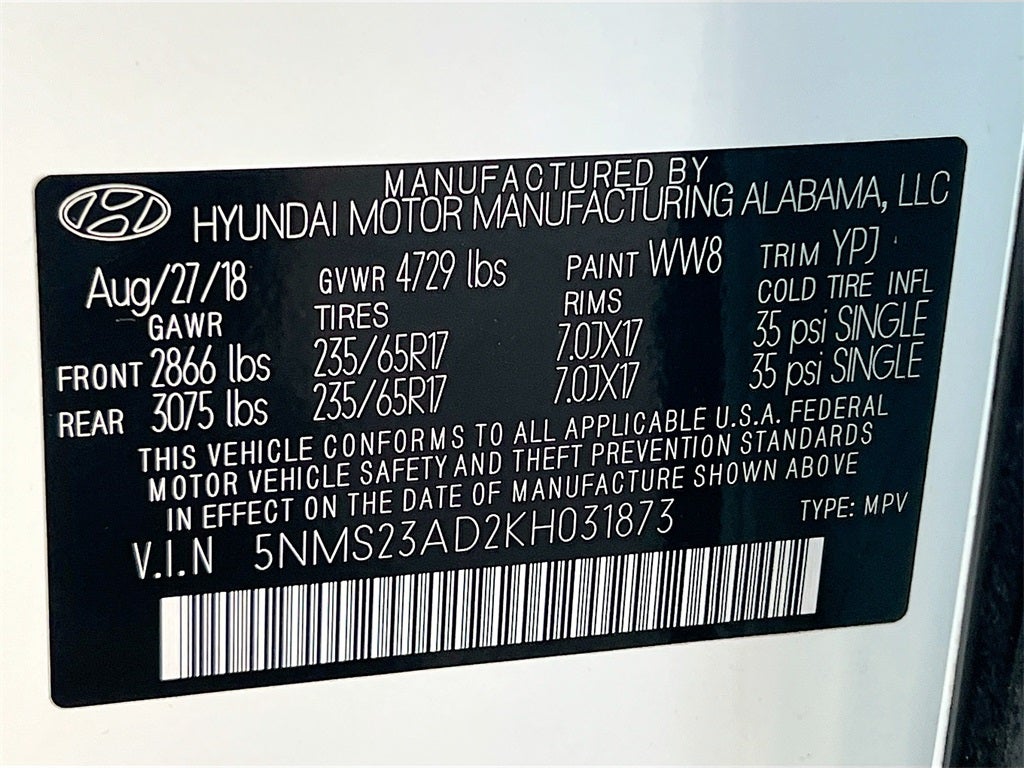 MANUFACTURED BY
HYUNDAI MOTOR MANUFACTURING ALABAMA, LLC
Aug/27/18 GVWR 4729 lbs PAINT WW8 TRIM YPJ
GAWR TIRES RIMS COLD TIRE INFL
FRONT 2866 lbs 235/65R17 7.0JX17 35 psi SINGLE
REAR 3075 lbs 235/65R17 7.0JX17 35 psi SINGLE
THIS VEHICLE CONFORMS TO ALL APPLICABLE U.S.A. FEDERAL
MOTOR VEHICLE SAFETY AND THEFT PREVENTION STANDARDS
IN EFFECT ON THE DATE OF MANUFACTURE SHOWN ABOVE
V.I.N 5NMS23AD2KH031873 TYPE: MPV